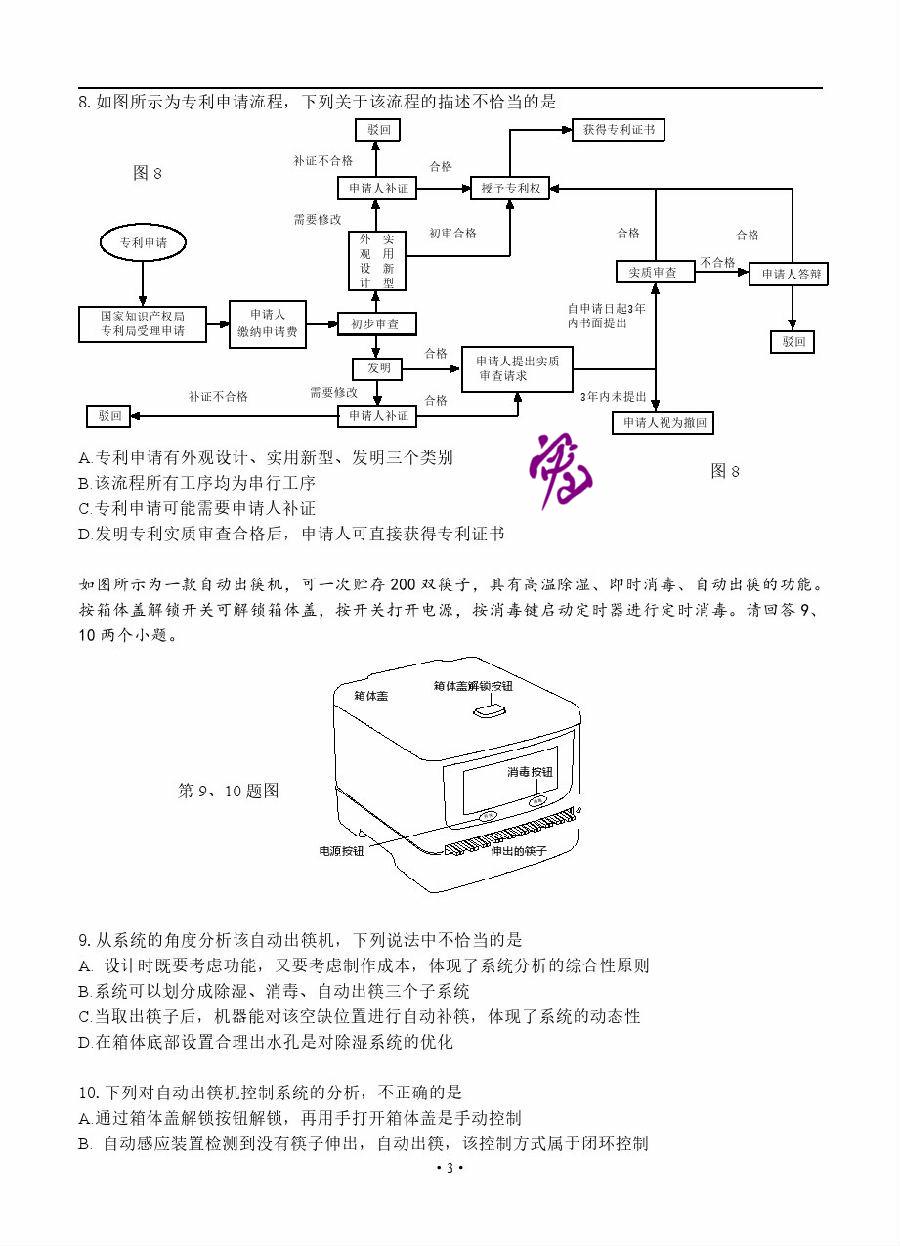 8. 如图所示为专利申请流程，下列关于该流程的描述不恰当的是
驳回
获得专利证书
图 8
补证不合格
合格
申请人补证
授予专利权
需要修改
专利申请
外观设计 实用新型
初审合格
合格
合格
实质审查
不合格
申请人答辩
国家知识产权局
专利局受理申请
申请人
缴纳申请费
初步审查
自申请日起3年
内书面提出
驳回
发明
合格
申请人提出实质
审查请求
补证不合格
需要修改
3年内未提出
驳回
申请人补证
合格
申请人视为撤回
A.专利申请有外观设计、实用新型、发明三个类别
B.该流程所有工序均为串行工序
图 8
C.专利申请可能需要申请人补证
D.发明专利实质审查合格后，申请人可直接获得专利证书
如图所示为一款自动出筷机，可一次贮存 200 双筷子，具有高温除湿、即时消毒、自动出筷的功能。
按箱体盖解锁开关可解锁箱体盖，按开关打开电源，按消毒键启动定时器进行定时消毒。请回答 9、
10 两个小题。
箱体盖
箱体盖解锁按钮
消毒按钮
第 9、10 题图
电源按钮
伸出的筷子
9. 从系统的角度分析该自动出筷机，下列说法中不恰当的是
A. 设计时既要考虑功能，又要考虑制作成本，体现了系统分析的综合性原则
B.系统可以划分成除湿、消毒、自动出筷三个子系统
C.当取出筷子后，机器能对该空缺位置进行自动补筷，体现了系统的动态性
D.在箱体底部设置合理出水孔是对除湿系统的优化
10. 下列对自动出筷机控制系统的分析，不正确的是
A.通过箱体盖解锁按钮解锁，再用手打开箱体盖是手动控制
B. 自动感应装置检测到没有筷子伸出，自动出筷，该控制方式属于闭环控制
·3·